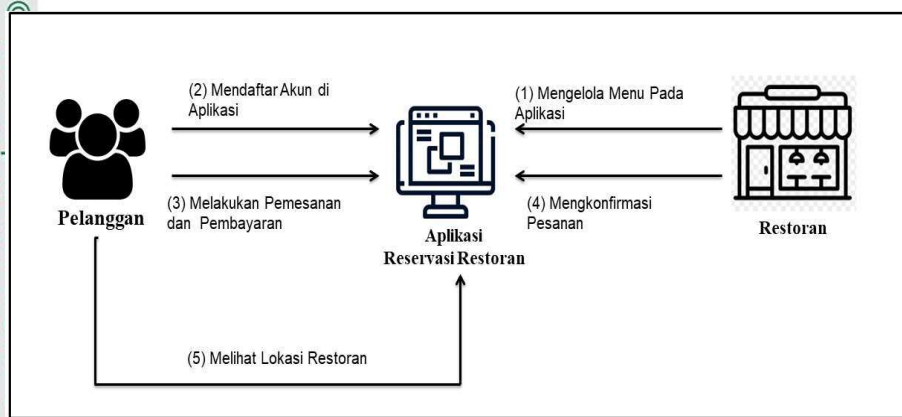 (2) Mendaftar Akun di
Aplikasi
(1) Mengelola Menu Pada
Aplikasi
Pelanggan
(3) Melakukan Pemesanan
dan Pembayaran
(4) Mengkonfirmasi
Pesanan
Restoran
Aplikasi
Reservasi Restoran
(5) Melihat Lokasi Restoran